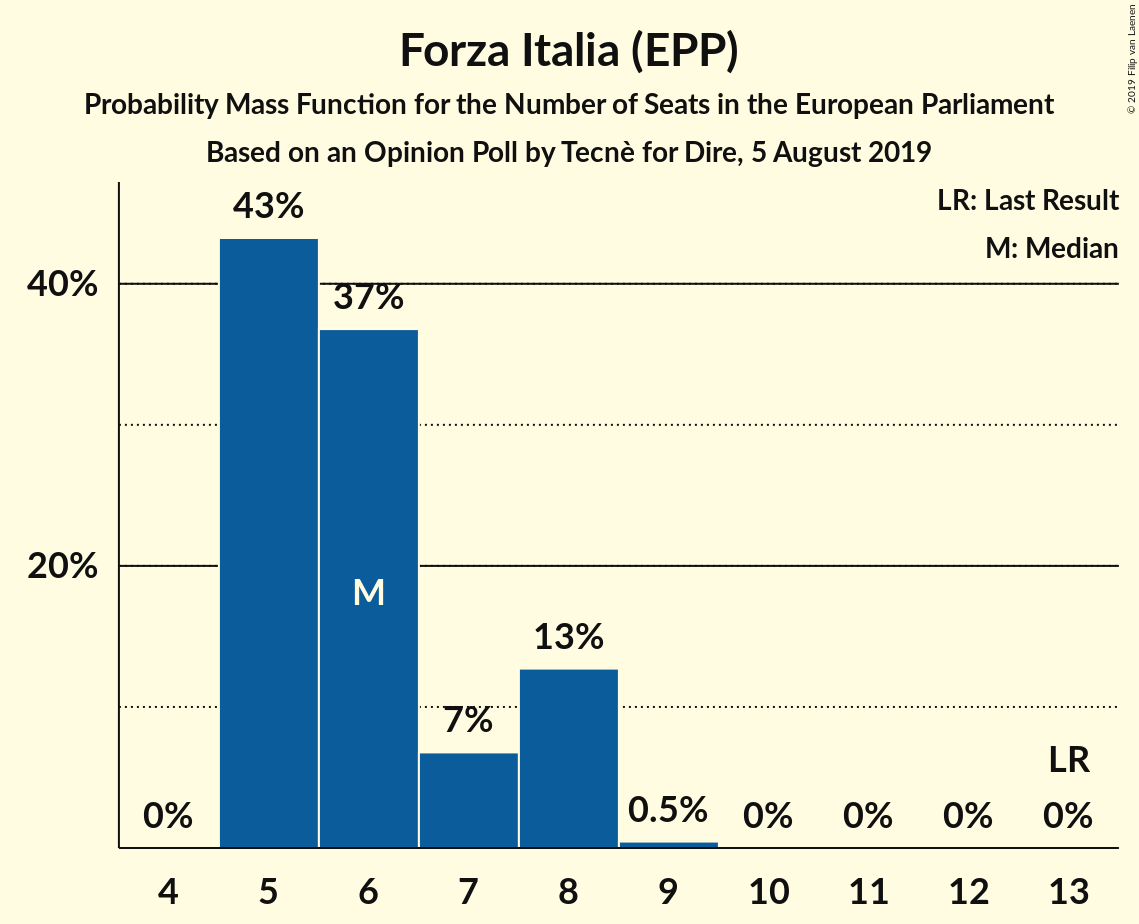 Forza Italia (EPP)
Probability Mass Function for the Number of Seats in the European Parliament
Based on an Opinion Poll by Tecnè for Dire, 5 August 2019
© 2019 Filip van Laenen
LR: Last Result
M: Median
43%
40%
37%
20%
M
13%
7%
LR
0%
0.5%
0%
0%
0%
0%
4 5 6 7 8 9 10 11 12 13